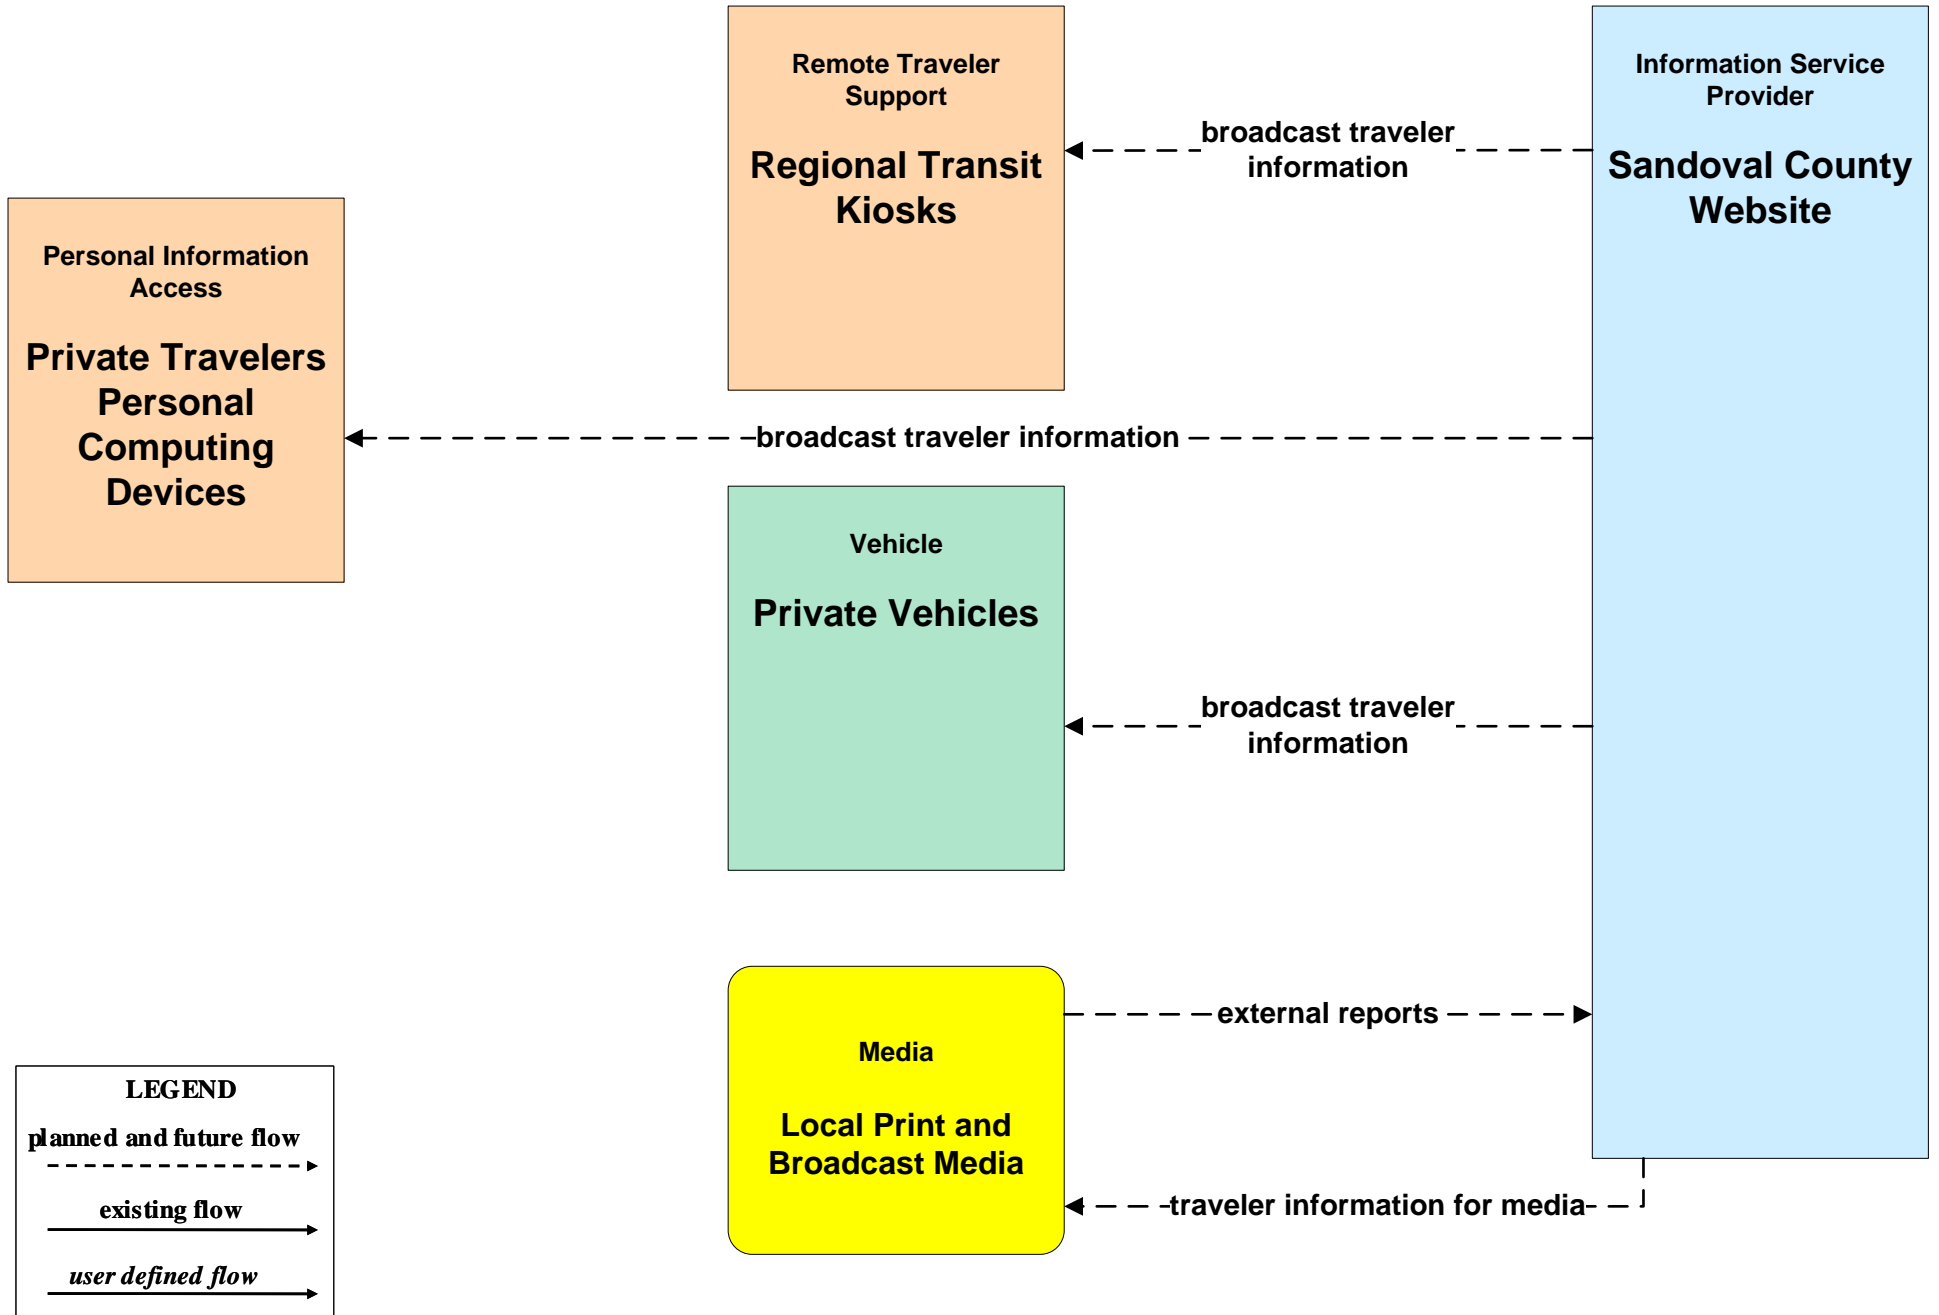 Remote Traveler
Support
Regional Transit
Kiosks
broadcast traveler
information
Information Service
Provider
Sandoval County
Website
Personal Information
Access
Private Travelers
Personal
Computing
Devices
broadcast traveler information
Vehicle
Private Vehicles
broadcast traveler
information
external reports
Media
Local Print and
Broadcast Media
traveler information for media
LEGEND
planned and future flow
existing flow
user defined flow